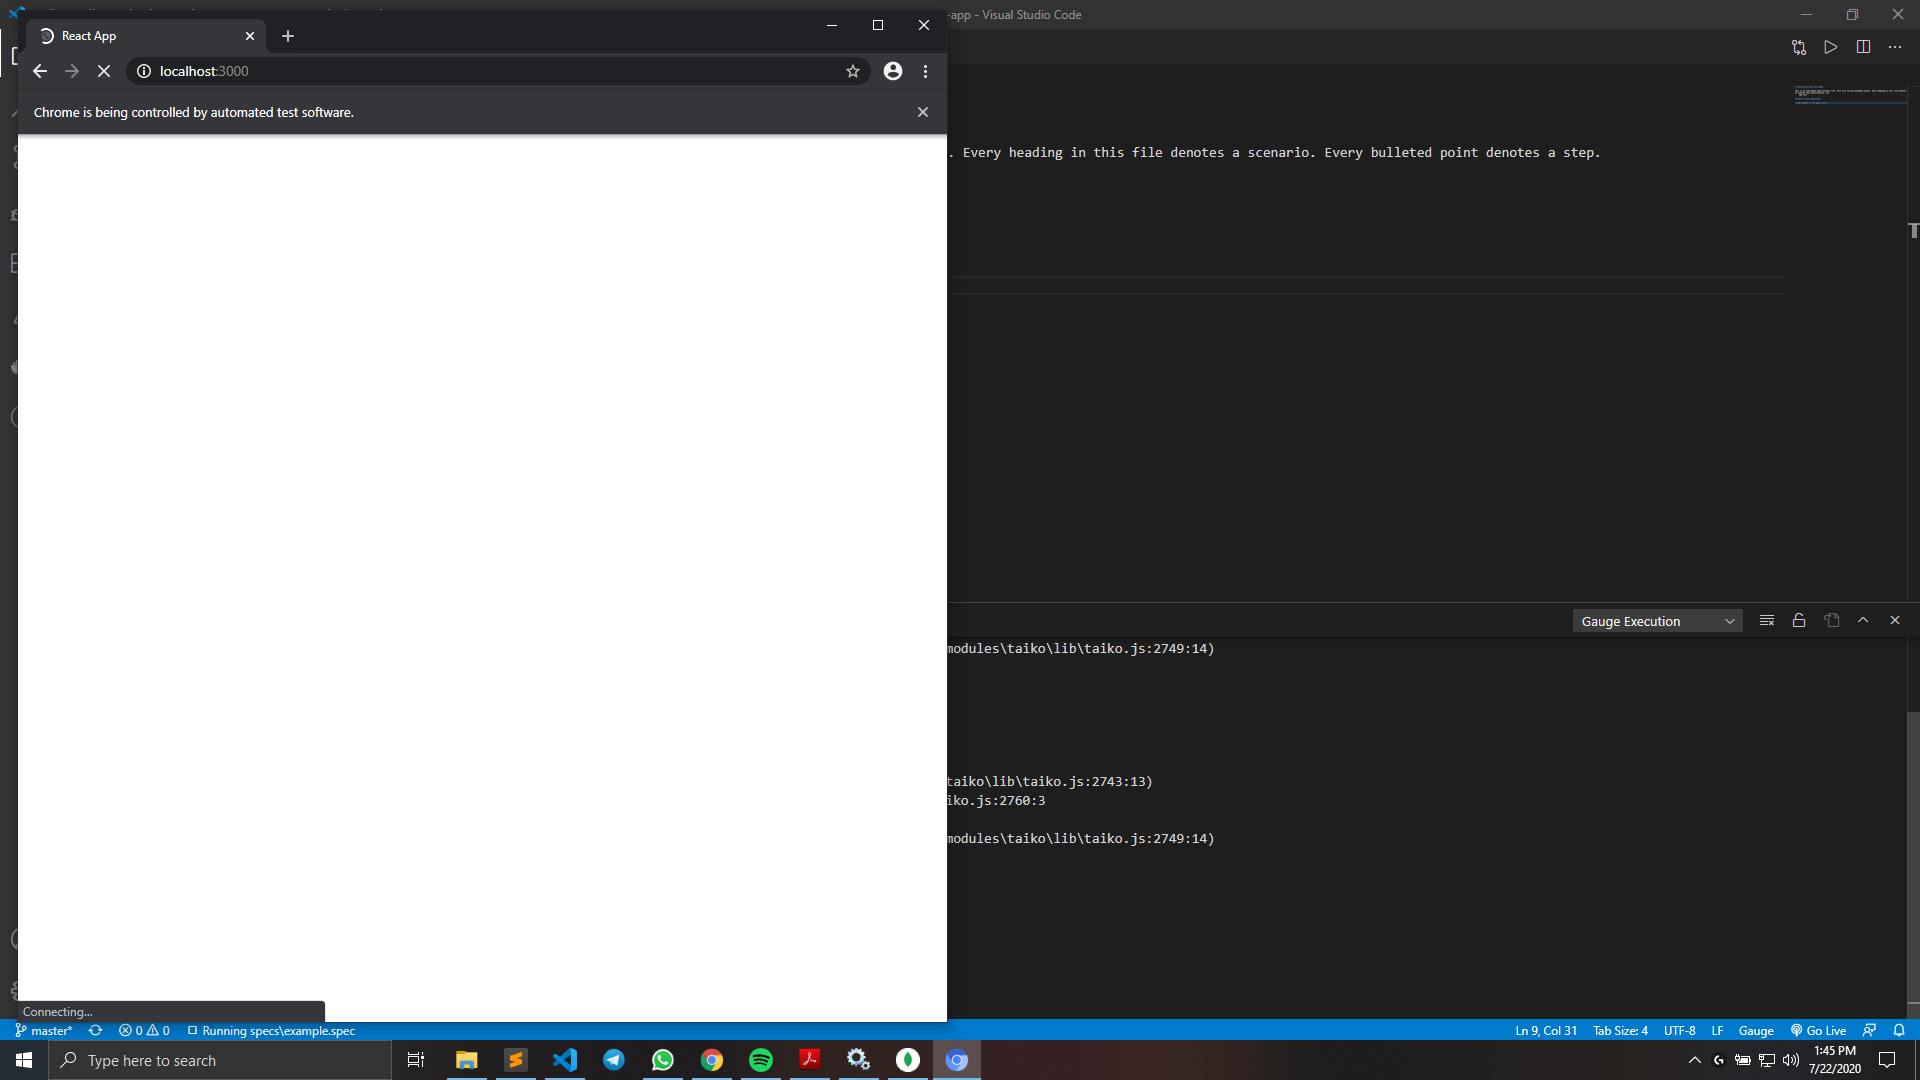 -app - Visual Studio Code
React App
localhost:3000
Chrome is being controlled by automated test software.
. Every heading in this file denotes a scenario. Every bulleted point denotes a step.
Gauge Execution
modules\taiko\lib\taiko.js:2749:14)
taiko\lib\taiko.js:2743:13)
iko.js:2760:3
modules\taiko\lib\taiko.js:2749:14)
Connecting...
master* 0 0 Running specs\example.spec Ln 9, Col 31 Tab Size: 4 UTF-8 LF Gauge Go Live
Type here to search
1:45 PM
7/22/2020